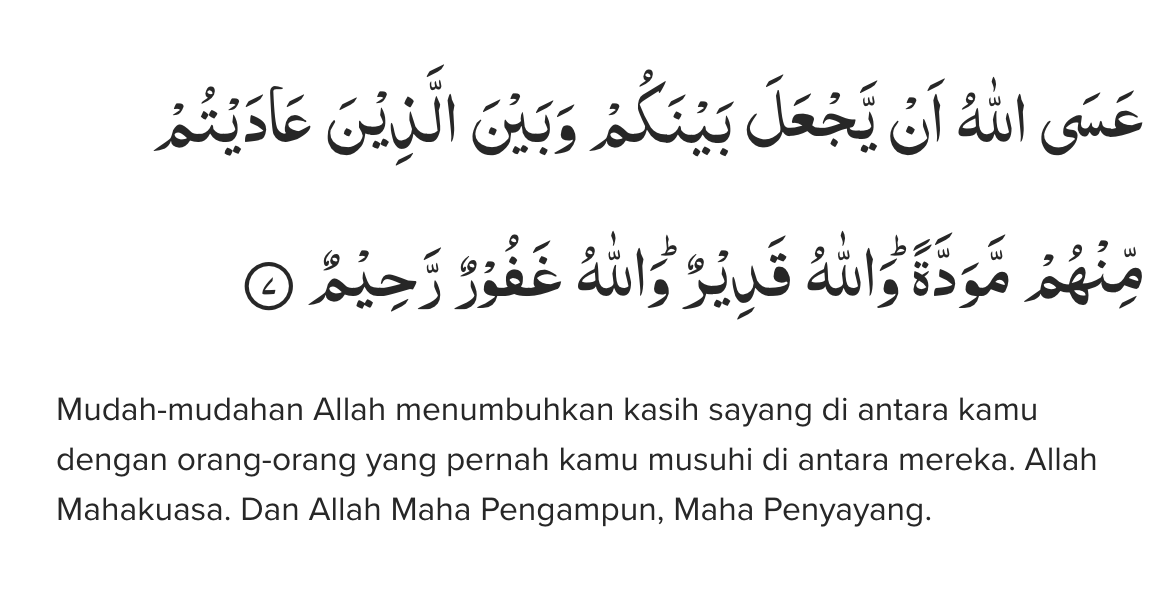 عَسَى اللّٰهُ اَنْ يَّجْعَلَ بَيْنَكُمْ وَبَيْنَ الَّذِيْنَ عَادَيْتُمْ
مِّنْهُمْ مَّوَدَّةًۗ وَاللّٰهُ قَدِيْرٌۗ وَاللّٰهُ غَفُوْرٌ رَّحِيْمٌ ٧
Mudah-mudahan Allah menumbuhkan kasih sayang di antara kamu
dengan orang-orang yang pernah kamu musuhi di antara mereka. Allah
Mahakuasa. Dan Allah Maha Pengampun, Maha Penyayang.